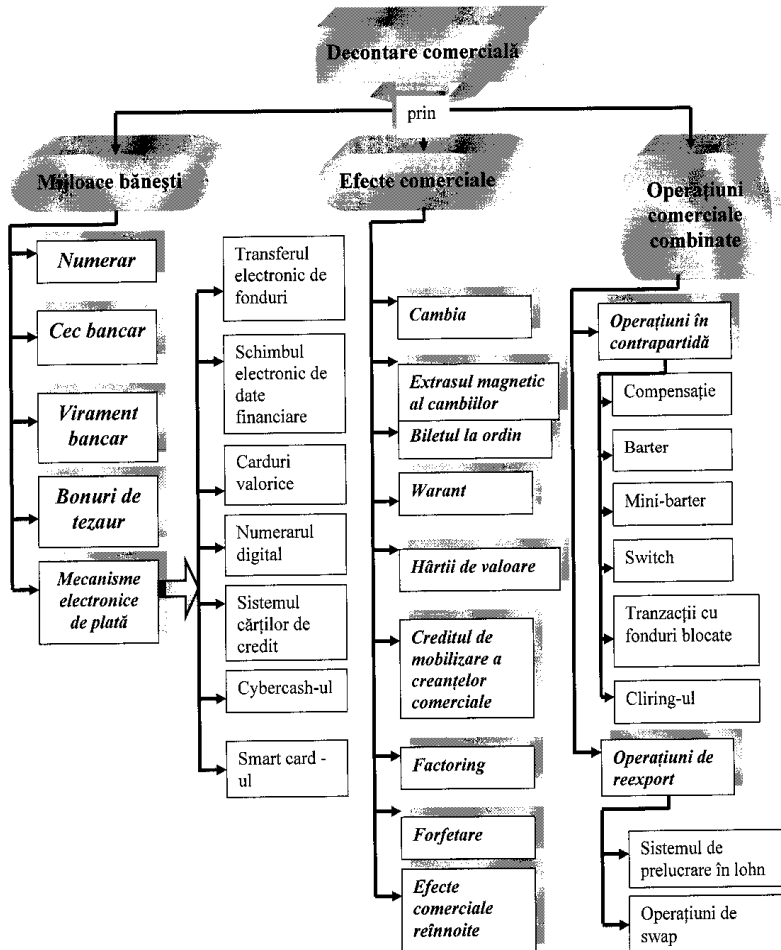 Decontare comercială
prin
Mijloace bănești
Numerar
Cec bancar
Virament
bancar
Bonuri de
tezaur
Mecanisme
electronice
de plată
Transferul
electronic de
fonduri
Schimbul
electronic de
date
financiare
Carduri
valorice
Numerarul
digital
Sistemul
cărților de
credit
Cybercash-ul
Smart card -
ul
Efecte comerciale
Cambia
Extrasul magnetic
al cambiilor
Biletul la ordin
Warant
Hârtii de valoare
Creditul de
mobilizare a
creanțelor
comerciale
Factoring
Forfetare
Efecte
comerciale
reînnoite
Operațiuni
comerciale
combinate
Operațiuni în
contrapartidă
Compensație
Barter
Mini-barter
Switch
Tranzacții cu
fonduri blocate
Cliring-ul
Operațiuni de
reexport
Sistemul de
prelucrare în lohn
Operațiuni de
swap